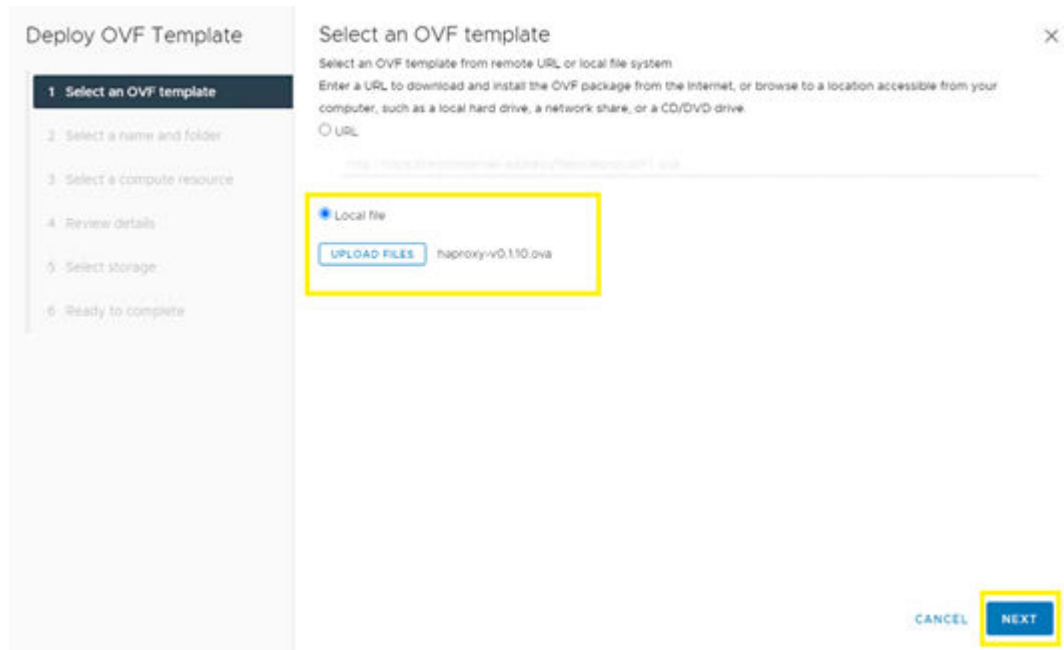 Deploy OVF Template
1 Select an OVF template
2 Select a name and folder
3 Select a compute resource
4 Review details
5 Select storage
6 Ready to complete
Select an OVF template
Select an OVF template from remote URL or local file system
Enter a URL to download and install the OVF package from the Internet, or browse to a location accessible from your
computer, such as a local hard drive, a network share, or a CD/DVD drive.
URL
Local file
UPLOAD FILES haproxy-v0.1.10.ova
CANCEL NEXT